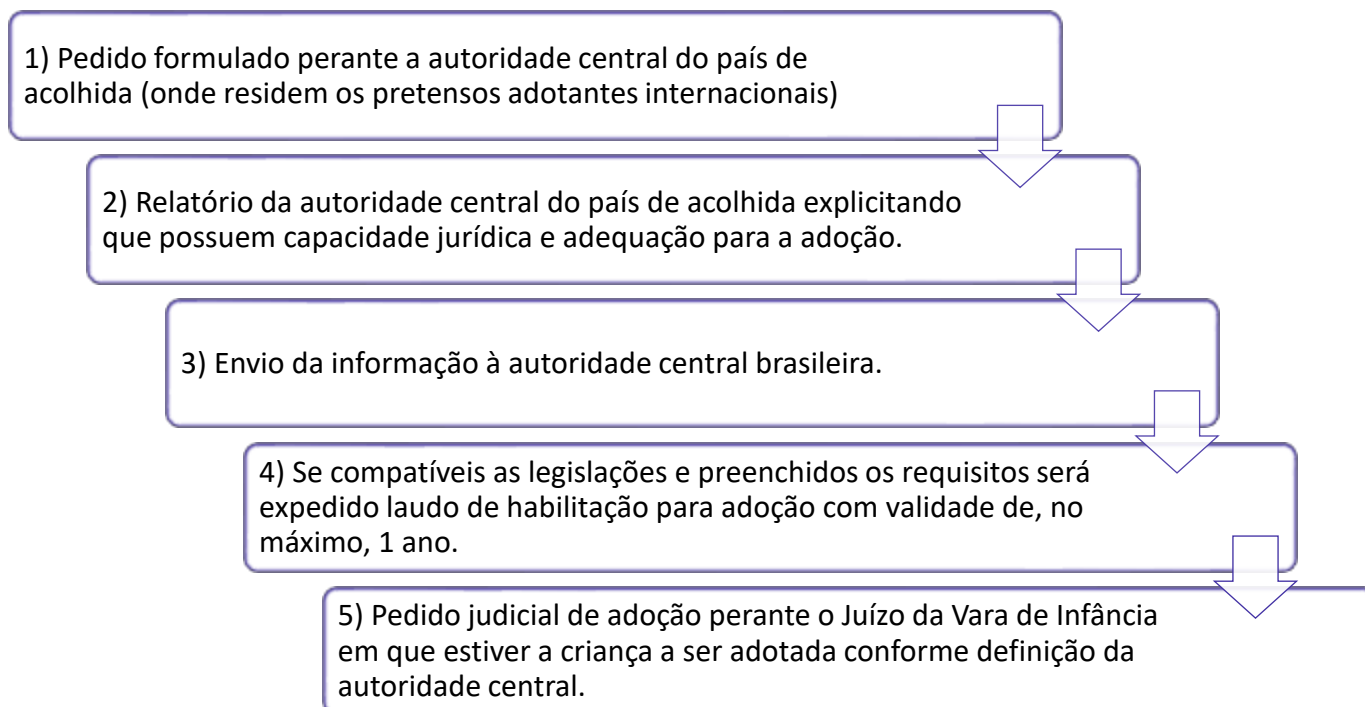 1) Pedido formulado perante a autoridade central do país de
acolhida (onde residem os pretensos adotantes internacionais)
2) Relatório da autoridade central do país de acolhida explicitando
que possuem capacidade jurídica e adequação para a adoção.
3) Envio da informação à autoridade central brasileira.
4) Se compatíveis as legislações e preenchidos os requisitos será
expedido laudo de habilitação para adoção com validade de, no
máximo, 1 ano.
5) Pedido judicial de adoção perante o Juízo da Vara de Infância
em que estiver a criança a ser adotada conforme definição da
autoridade central.